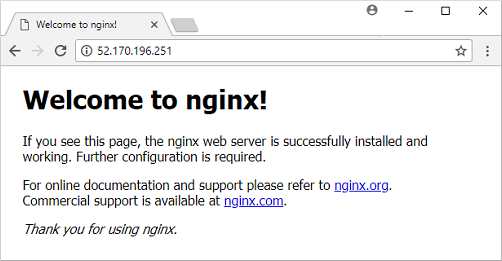 Welcome to nginx!
52.170.196.251
Welcome to nginx!
If you see this page, the nginx web server is successfully installed and
working. Further configuration is required.
For online documentation and support please refer to nginx.org.
Commercial support is available at nginx.com.
Thank you for using nginx.